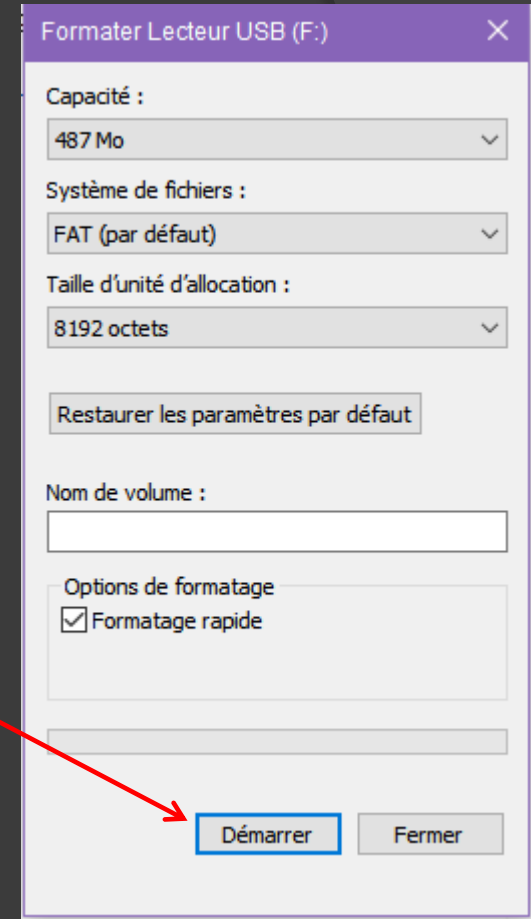 Formater Lecteur USB (F:)
Capacité :
487 Mo
Système de fichiers :
FAT (par défaut)
Taille d’unité d’allocation :
8192 octets
Restaurer les paramètres par défaut
Nom de volume :
Options de formatage
Formatage rapide
Démarrer Fermer